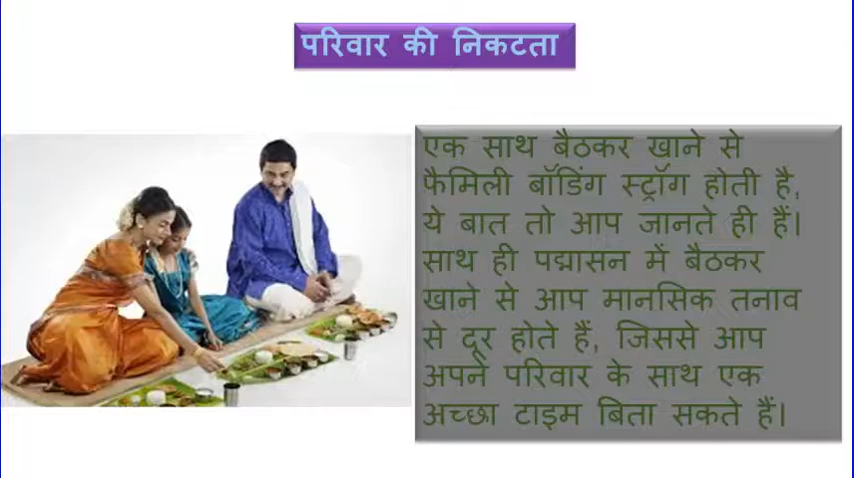 परिवार की निकटता
एक साथ बैठकर खाने से
फैमिली बॉडिंग स्ट्रॉग होती है,
ये बात तो आप जानते ही हैं।
साथ ही पद्मासन में बैठकर
खाने से आप मानसिक तनाव
से दूर होते हैं, जिससे आप
अपने परिवार के साथ एक
अच्छा टाइम बिता सकते हैं।